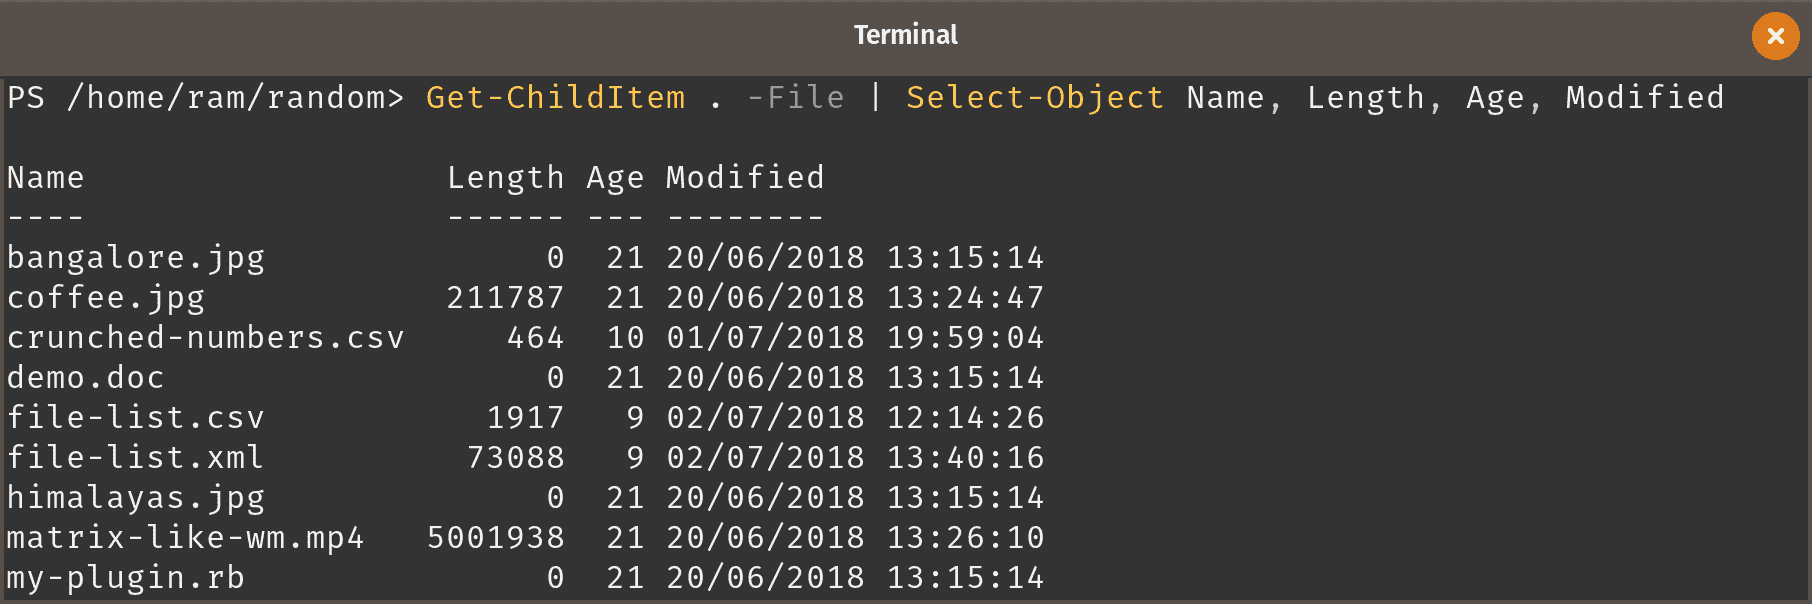 Terminal
PS /home/ram/random> Get-ChildItem . -File | Select-Object Name, Length, Age, Modified
Name                  Length Age Modified
----                  ------ --- --------
bangalore.jpg              0  21 20/06/2018 13:15:14
coffee.jpg            211787  21 20/06/2018 13:24:47
crunched-numbers.csv     464  10 01/07/2018 19:59:04
demo.doc                   0  21 20/06/2018 13:15:14
file-list.csv           1917   9 02/07/2018 12:14:26
file-list.xml          73088   9 02/07/2018 13:40:16
himalayas.jpg              0  21 20/06/2018 13:15:14
matrix-like-wm.mp4   5001938  21 20/06/2018 13:26:10
my-plugin.rb               0  21 20/06/2018 13:15:14